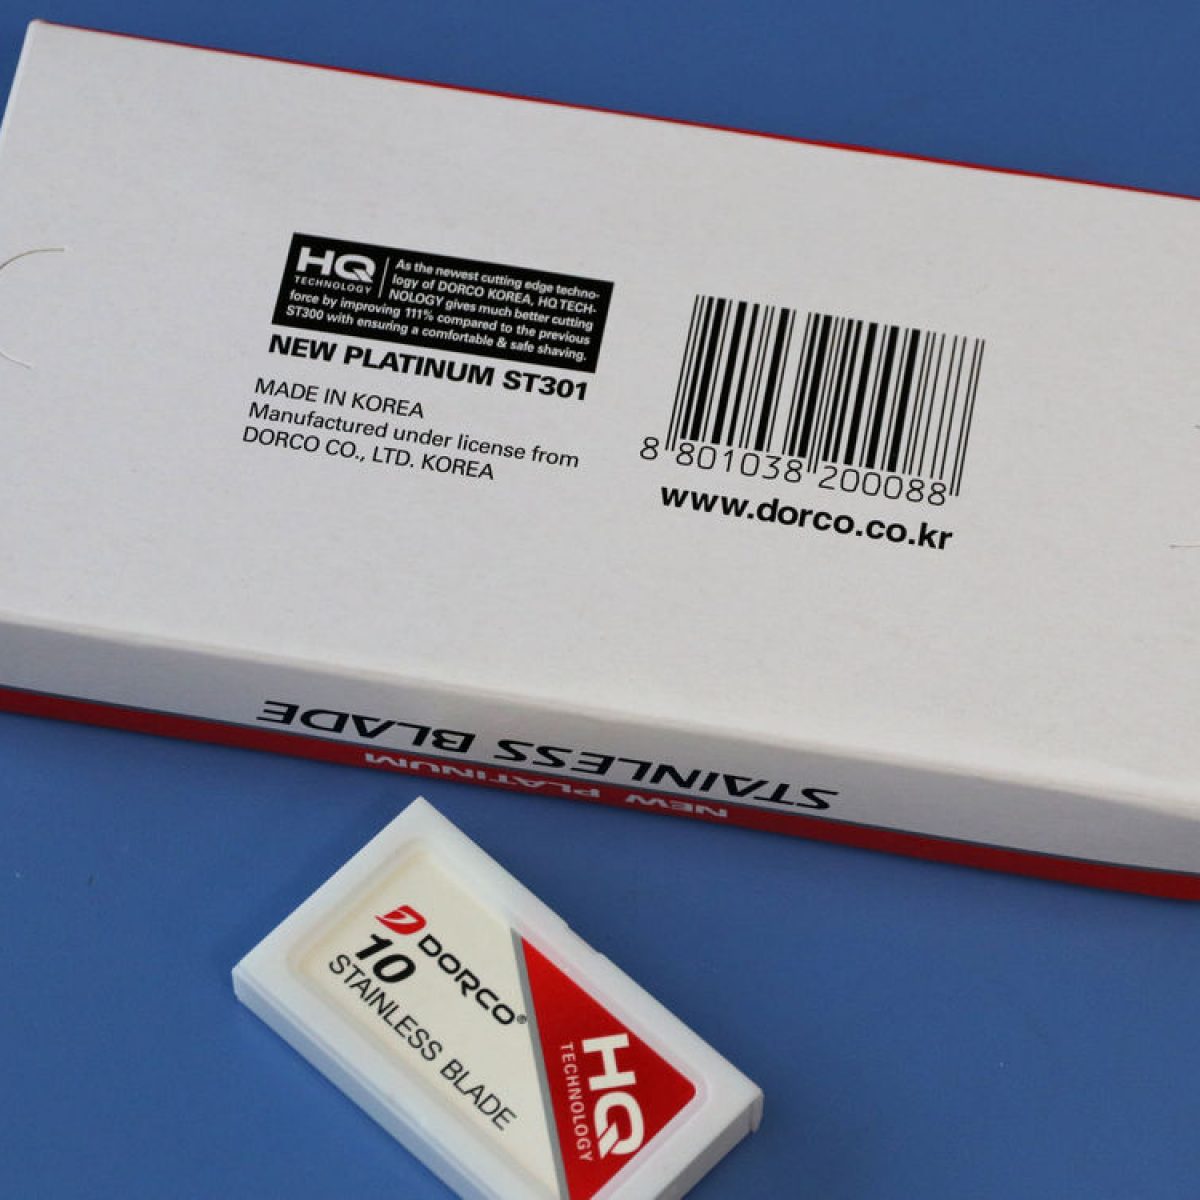 HQ
TECHNOLOGY
As the newest cutting edge techno-
logy of DORCO KOREA, HQ TECH-
NOLOGY gives much better cutting
force by improving 111% compared to the previous
ST300 with ensuring a comfortable & safe shaving.
NEW PLATINUM ST301
MADE IN KOREA
Manufactured under license from
DORCO CO., LTD. KOREA
8 801038 200088
www.dorco.co.kr
STAINLESS BLADE
NEW PLATINUM
DORCO®
10
STAINLESS BLADE
HQ
TECHNOLOGY